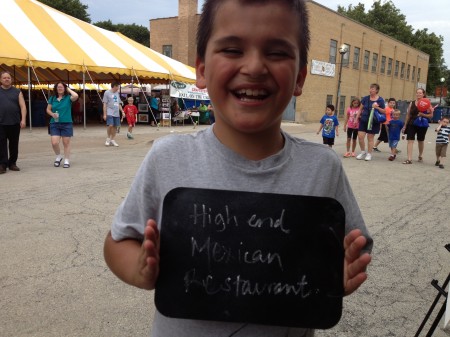 High end
Mexican
Restaurant.